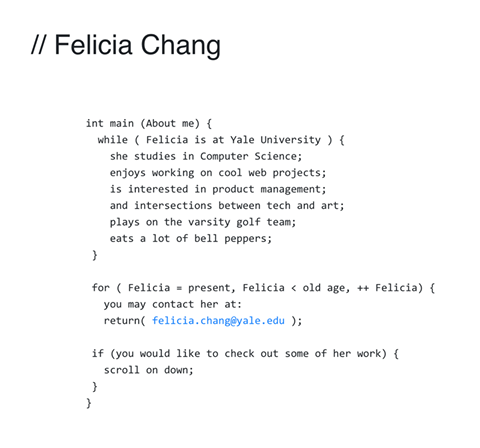 // Felicia Chang
int main (About me) {
while ( Felicia is at Yale University ) {
she studies in Computer Science;
enjoys working on cool web projects;
is interested in product management;
and intersections between tech and art;
plays on the varsity golf team;
eats a lot of bell peppers;
}
for ( Felicia = present, Felicia < old age, ++ Felicia) {
you may contact her at:
return( felicia.chang@yale.edu );
if (you would like to check out some of her work) {
scroll on down;
}
}